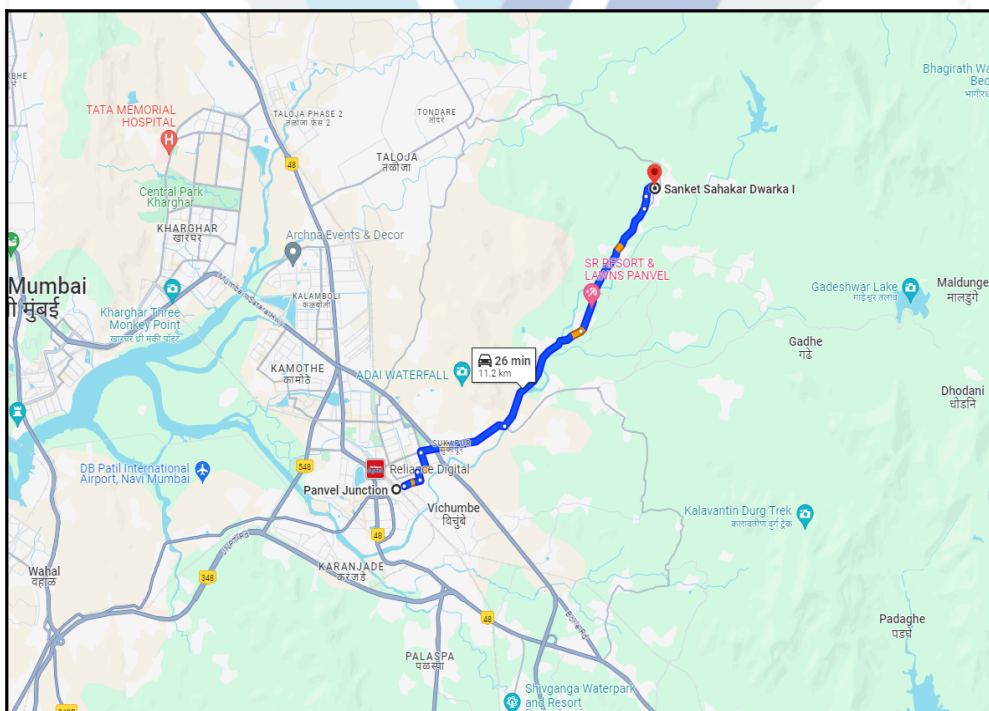 Bhagirath Wa
Bed
TATA MEMORIAL
HOSPITAL
TALOJA PHASE 2
तळोजा फेस 2
TONDARE
तोंदरे
48
TALOJA
तळोजा
Sanket Sahakar Dwarka I
Central Park
Kharghar
KHARGHAR
खारघर
Archna Events & Decor
Mumbai
ी मुंबई
SR RESORT &
LAWNS PANVEL
Gadeshwar Lake
गाढेश्वर तलाव
Maldunge
मालडुंगे
KALAMBOLI
कळंबोली
Kharghar Three
Monkey Point
खारघर थ्री मंकी पॉईंट
Gadhe
गढे
26 min
11.2 km
KAMOTHE
कामोठे
ADAI WATERFALL
Dhodani
धोडनि
SUKAPUR
सुकापूर
548
DB Patil International
Airport, Navi Mumbai
Reliance Digital
Panvel Junction
Vichumbe
विचुंबे
Kalavantin Durg Trek
कलावंतीण दुर्ग ट्रेक
48
Wahal
वहाळ
KARANJADE
करंजडे
348
48
Padaghe
पडघे
PALASPA
पळस्पा
Shivganga Waterpark
and Resort